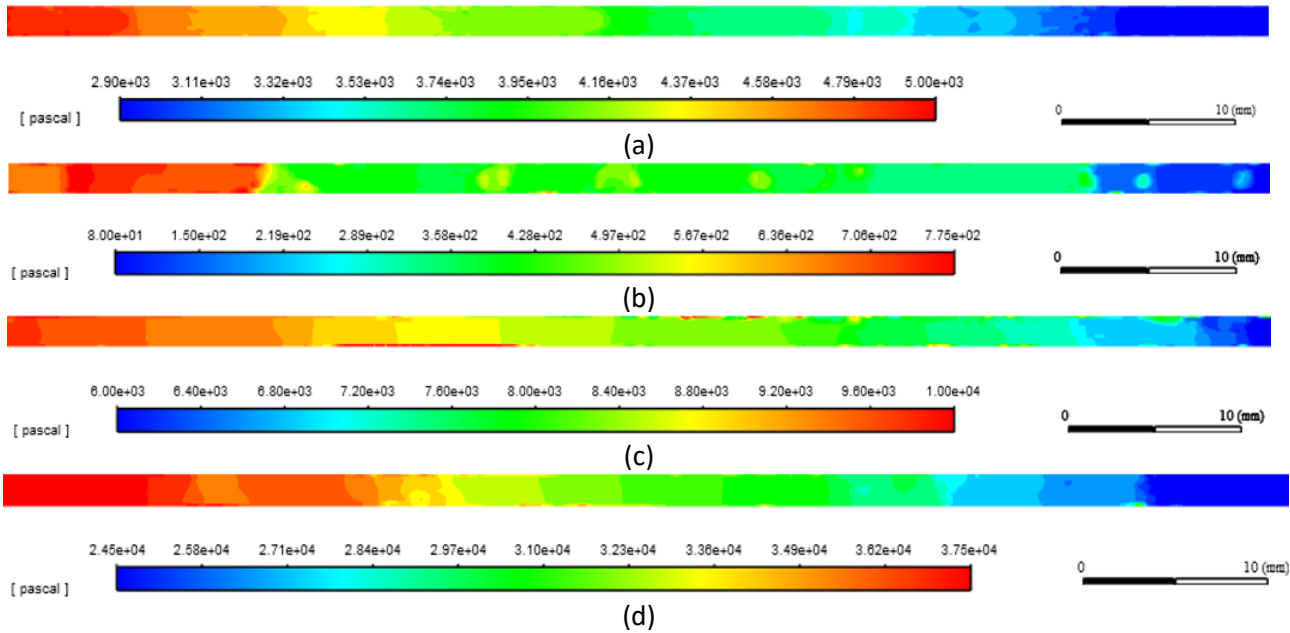 2.90e+03 3.11e+03 3.32e+03 3.53e+03 3.74e+03 3.95e+03 4.16e+03 4.37e+03 4.58e+03 4.79e+03 5.00e+03
[ pascal ]
0 10 (mm)
(a)
8.00e+01 1.50e+02 2.19e+02 2.89e+02 3.58e+02 4.28e+02 4.97e+02 5.67e+02 6.36e+02 7.06e+02 7.75e+02
[ pascal ]
0 10 (mm)
(b)
6.00e+03 6.40e+03 6.80e+03 7.20e+03 7.60e+03 8.00e+03 8.40e+03 8.80e+03 9.20e+03 9.60e+03 1.00e+04
[ pascal ]
0 10 (mm)
(c)
2.45e+04 2.58e+04 2.71e+04 2.84e+04 2.97e+04 3.10e+04 3.23e+04 3.36e+04 3.49e+04 3.62e+04 3.75e+04
[ pascal ]
0 10 (mm)
(d)